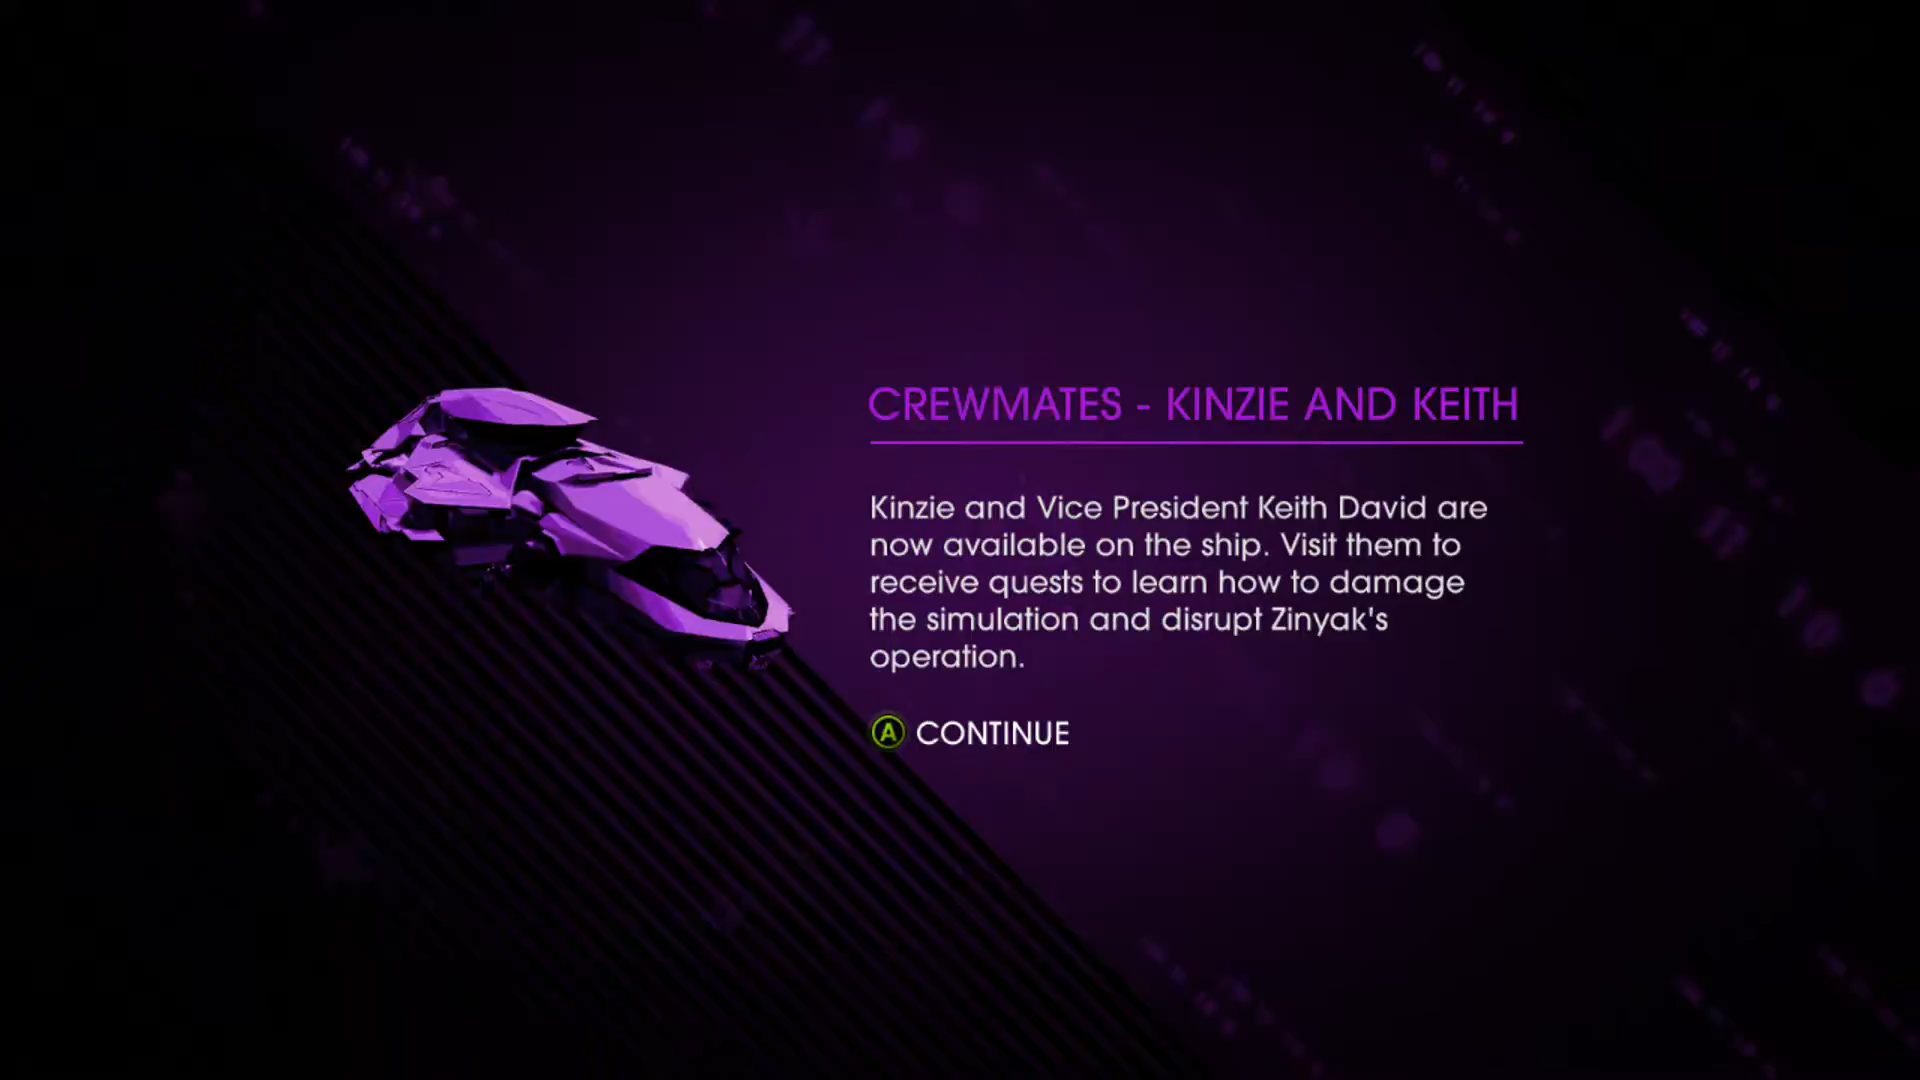 CREWMATES - KINZIE AND KEITH
Kinzie and Vice President Keith David are
now available on the ship. Visit them to
receive quests to learn how to damage
the simulation and disrupt Zinyak's
operation.
A CONTINUE